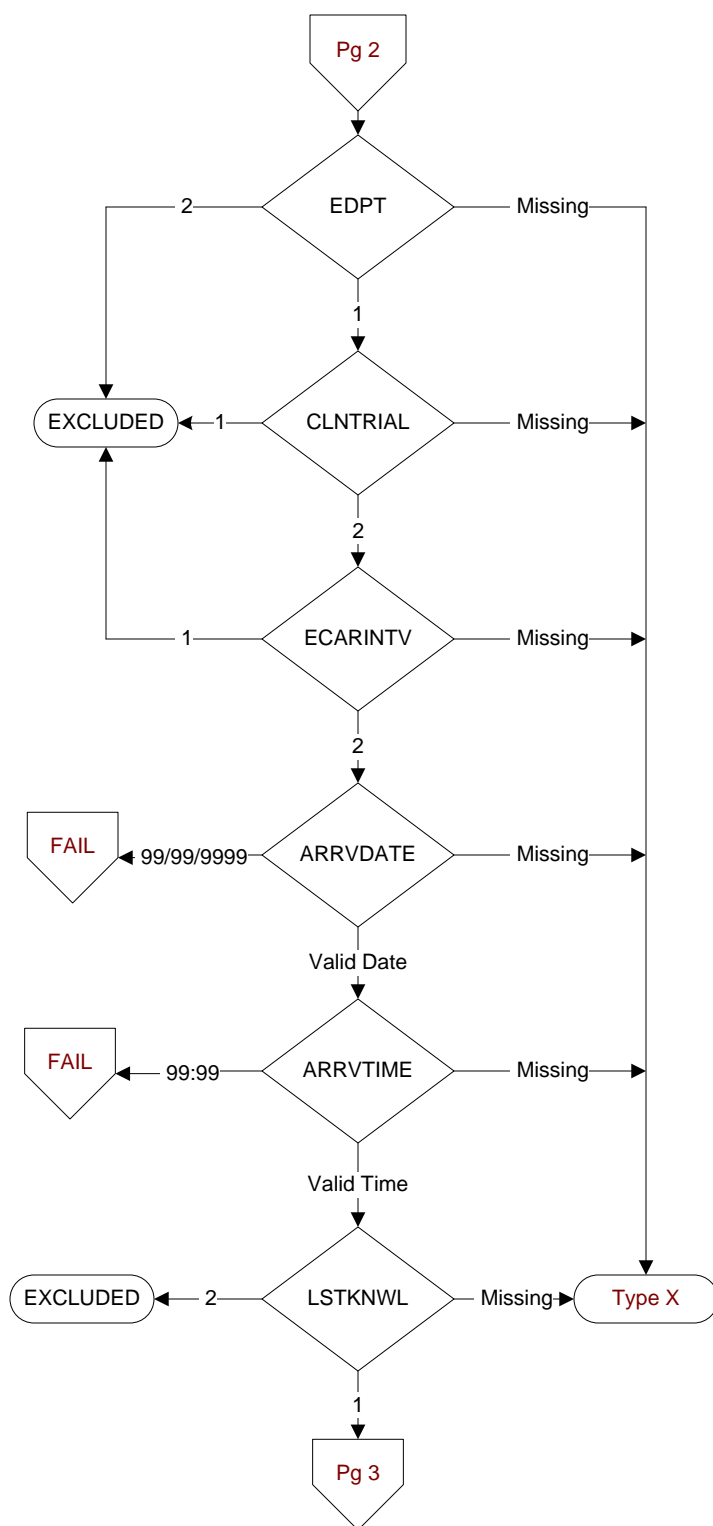 Pg 2
EDPT
2
Missing
1
EXCLUDED
1
CLNTRIAL
Missing
2
1
ECARINTV
Missing
2
FAIL
99/99/9999
ARRVDATE
Missing
Valid Date
FAIL
99:99
ARRVTIME
Missing
Valid Time
EXCLUDED
2
LSTKNWL
Missing
Type X
1
Pg 3